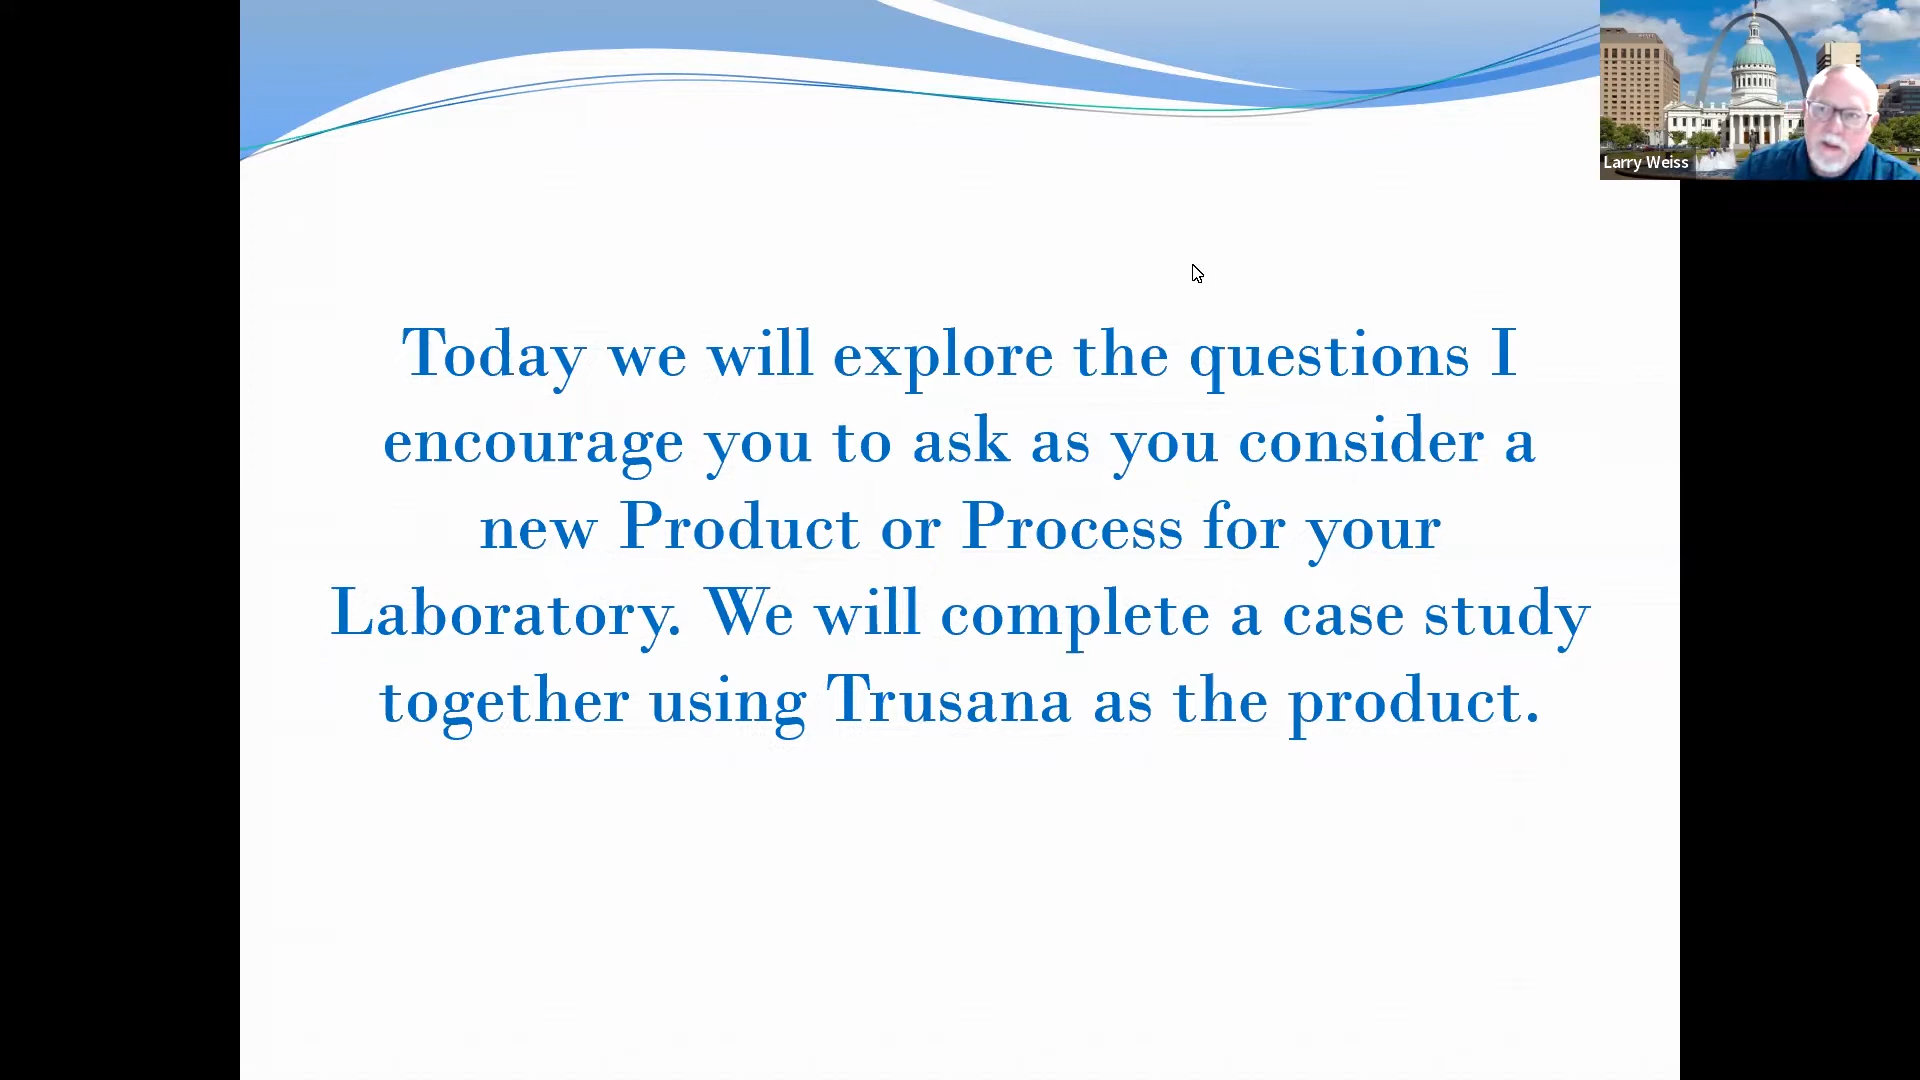 Larry Weiss
Today we will explore the questions I
encourage you to ask as you consider a
new Product or Process for your
Laboratory. We will complete a case study
together using Trusana as the product.